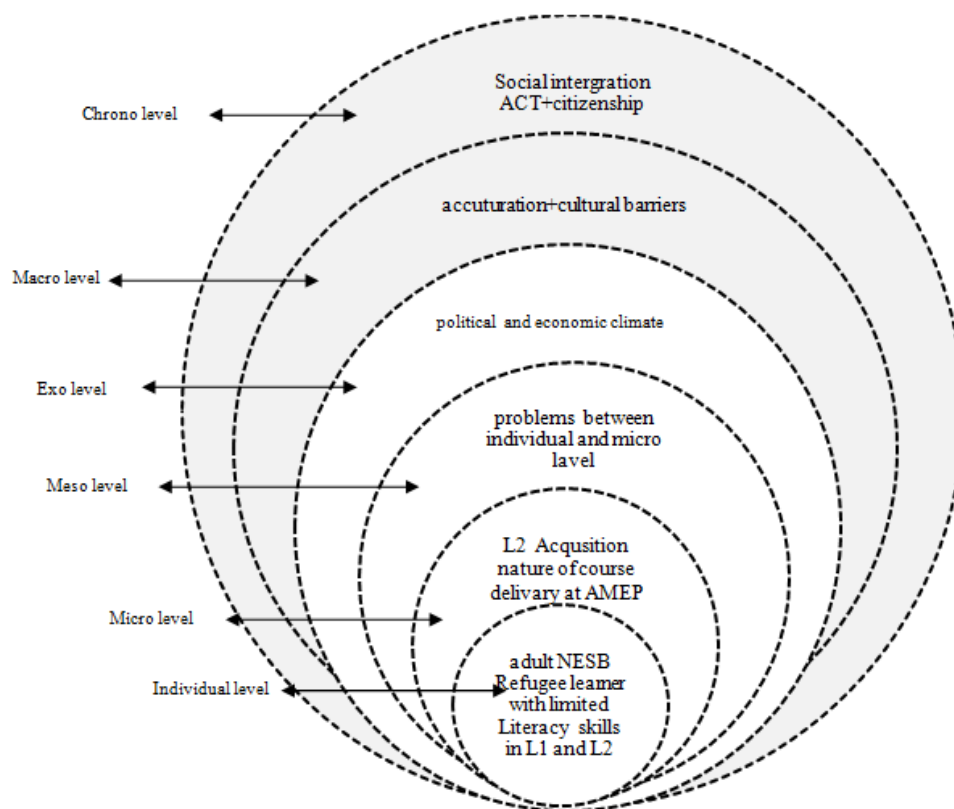 Social intergration
ACT+citizenship
Chrono level
accuturation+cultural barriers
Macro level
political and economic climate
Exo level
problems between
individual and micro
lavel
Meso level
L2 Acqusition
nature of course
delivary at AMEP
Micro level
adult NESB
Refugee learner
with limited
Literacy skills
in L1 and L2
Individual level